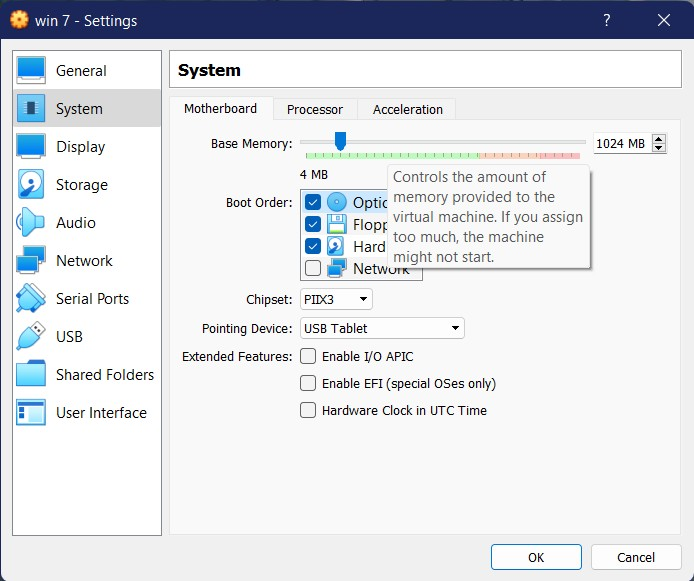 win 7 - Settings
?
General
System
Display
Storage
Audio
Network
Serial Ports
USB
Shared Folders
User Interface
System
Motherboard Processor Acceleration
Base Memory: 1024 MB
4 MB
Controls the amount of
memory provided to the
virtual machine. If you assign
too much, the machine
might not start.
Boot Order:
Hard
Network
Chipset: PIIX3
Pointing Device: USB Tablet
Extended Features: Enable I/O APIC
Enable EFI (special OSes only)
Hardware Clock in UTC Time
OK Cancel